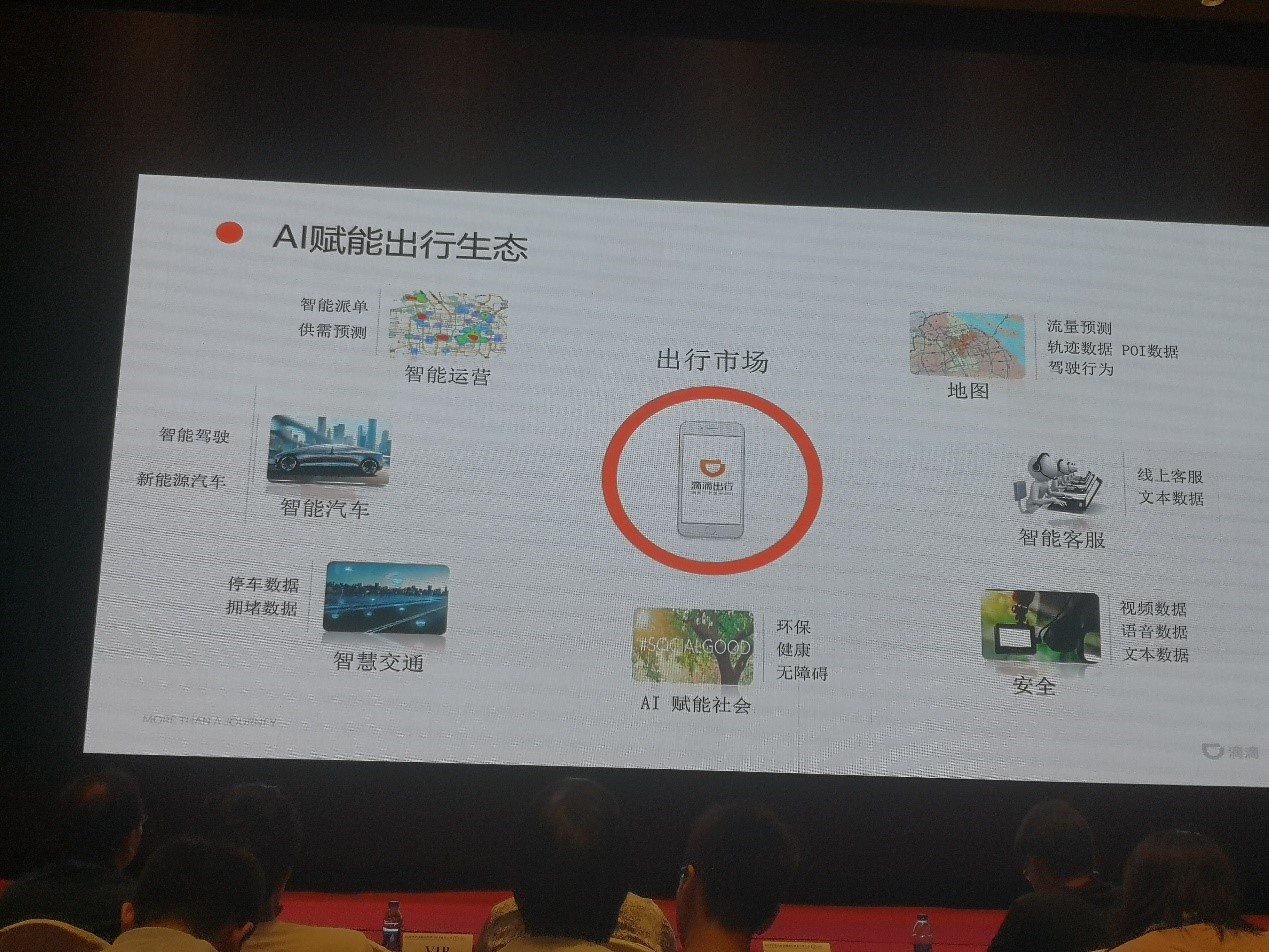 AI赋能出行生态
智能派单
供需预测
智能运营
出行市场
滴滴出行
流量预测
轨迹数据 POI数据
驾驶行为
地图
智能驾驶
新能源汽车
智能汽车
线上客服
文本数据
智能客服
停车数据
拥堵数据
智慧交通
#SOCIALGOOD
环保
健康
无障碍
AI 赋能社会
视频数据
语音数据
文本数据
安全
MORE THAN A JOURNEY
滴滴
VIP